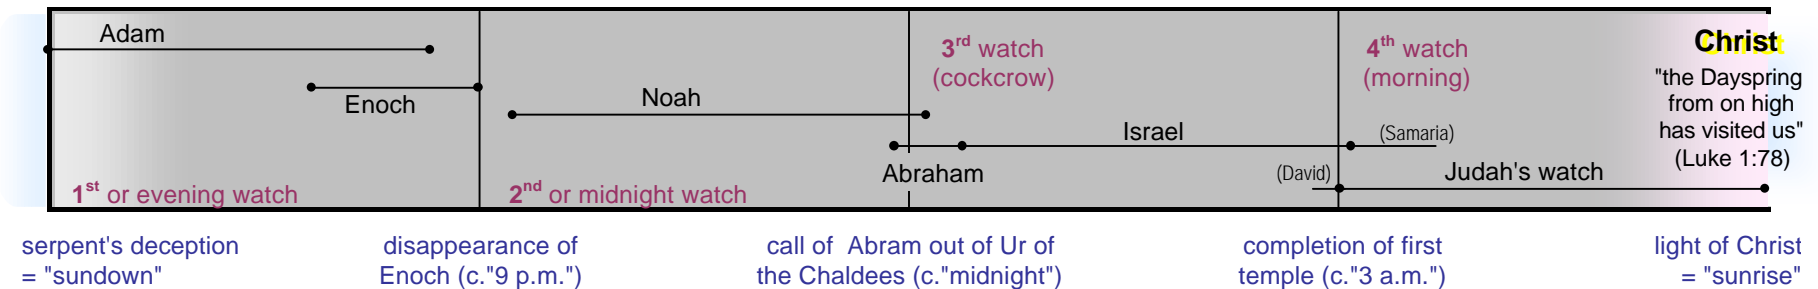 Adam
Enoch
Noah
3rd watch
(cockcrow)
4th watch
(morning)
Christ
"the Dayspring
from on high
has visited us"
(Luke 1:78)
Israel
(Samaria)
Abraham
(David)
Judah's watch
1st or evening watch
2nd or midnight watch
serpent's deception
= "sundown"
disappearance of
Enoch (c."9 p.m.")
call of Abram out of Ur of
the Chaldees (c."midnight")
completion of first
temple (c."3 a.m.")
light of Christ
= "sunrise"